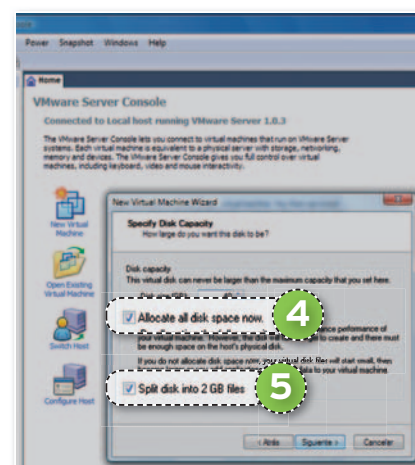 Power Snapshot Windows Help
Home
VMware Server Console
Connected to Local host running VMware Server 1.0.3
The VMware Server Console lets you connect to virtual machines that run on VMware Server
systems. Each virtual machine is equivalent to a physical server with storage, networking,
memory and devices. The VMware Server Console gives you full control over virtual
machines, including keyboard, video and mouse interactivity.
New Virtual
Machine
Open Existing
Virtual Machine
Switch Host
Configure Host
New Virtual Machine Wizard
Specify Disk Capacity
How large do you want this disk to be?
Disk capacity
This virtual disk can never be larger than the maximum capacity that you set here.
Allocate all disk space now.
4
performance of
your virtual machine. However, the disk will to create and there must
be enough space on the host's physical disk.
If you do not allocate disk space now, your virtual disk files will start small, then
to your virtual machine.
Split disk into 2 GB files
5
< Atrás
Siguiente >
Cancelar